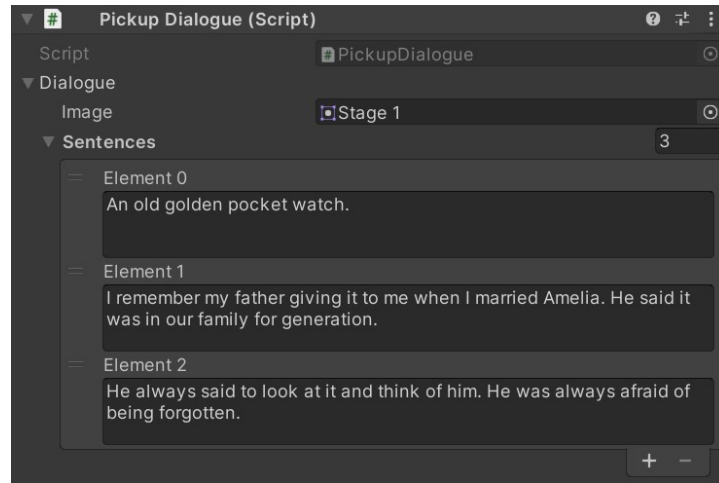 Pickup Dialogue (Script)
Script PickupDialogue
Dialogue
Image Stage 1
Sentences 3
Element 0
An old golden pocket watch.
Element 1
I remember my father giving it to me when I married Amelia. He said it
was in our family for generation.
Element 2
He always said to look at it and think of him. He was always afraid of
being forgotten.